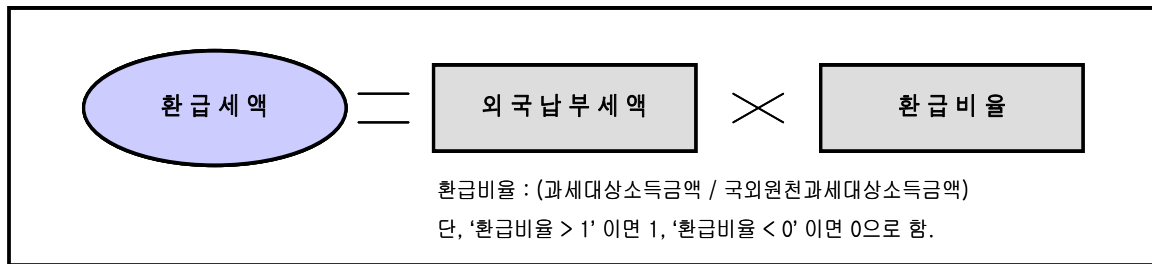 환급세액 = 외국납부세액 × 환급비율
환급비율 : (과세대상소득금액 / 국외원천과세대상소득금액)
단, ‘환급비율 > 1’ 이면 1, ‘환급비율 < 0’ 이면 0으로 함.